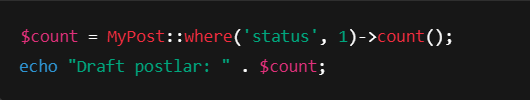 $count = MyPost::where('status', 1)->count();
echo "Draft postlar: " . $count;